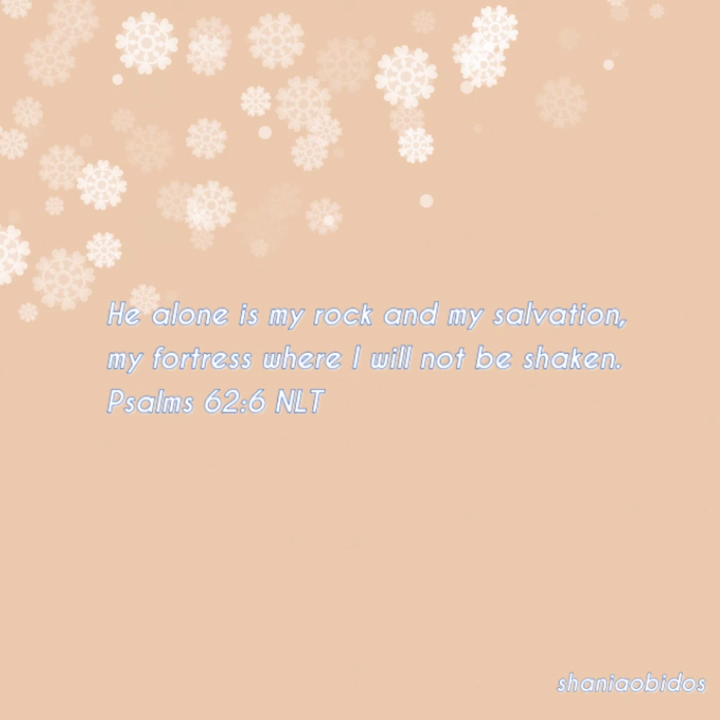 He alone is my rock and my salvation,
my fortress where I will not be shaken.
Psalms 62:6 NLT
shaniaobidos